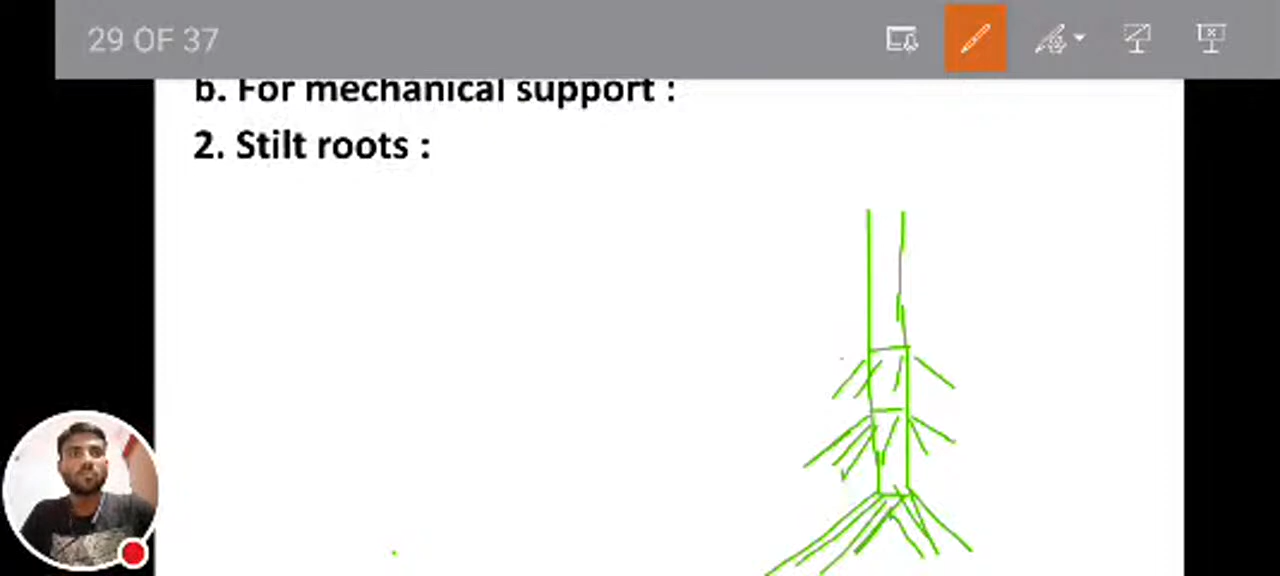 29 OF 37
b. For mechanical support :
2. Stilt roots :